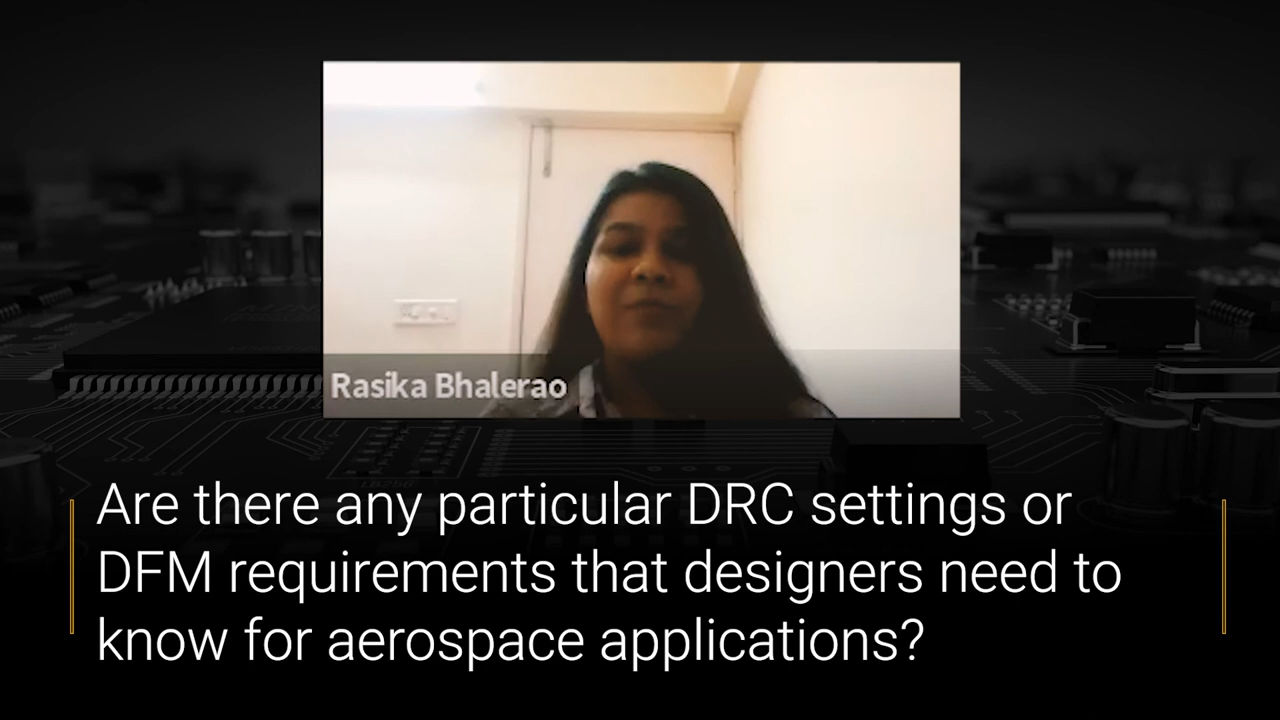 Rasika Bhalerao
Are there any particular DRC settings or
DFM requirements that designers need to
know for aerospace applications?